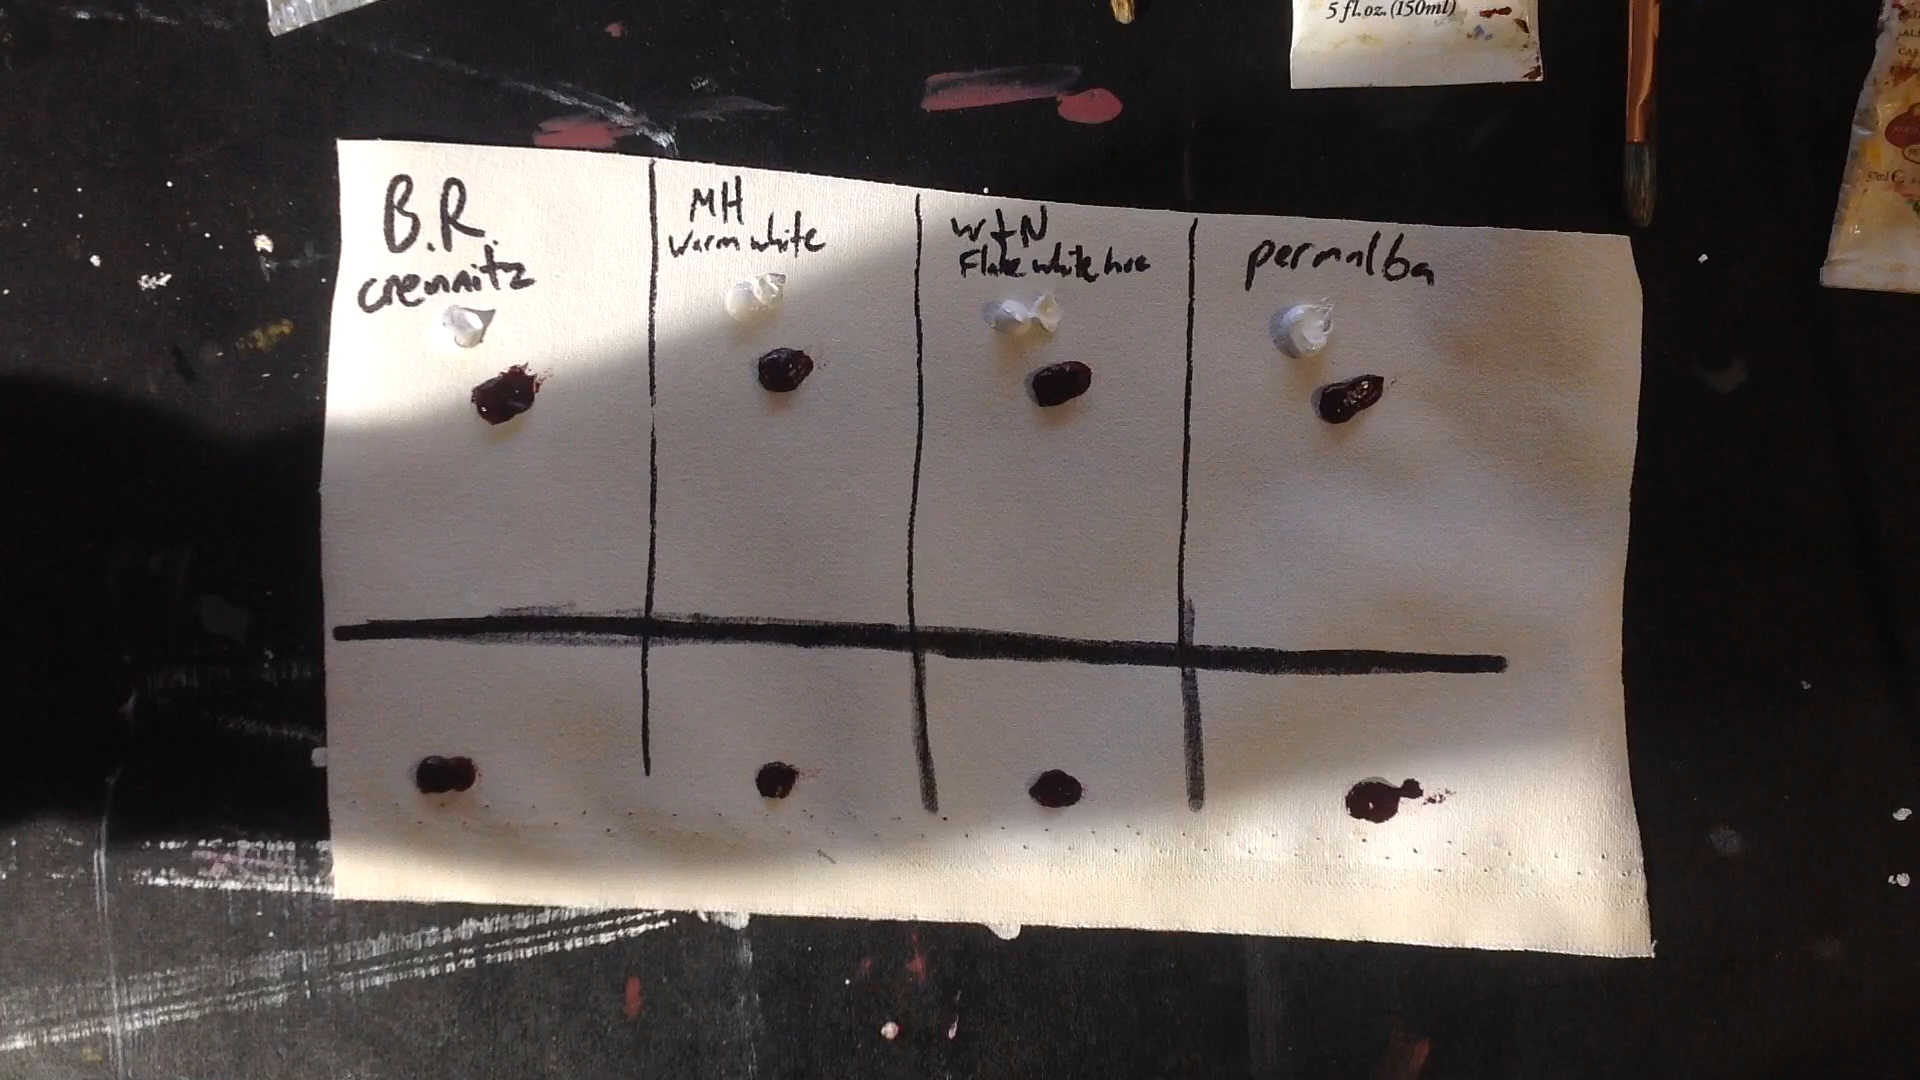 5 fl.oz. (150ml)
B.R.
cremnitz
MH
Warm white
W+N
Flake white hue
permalba